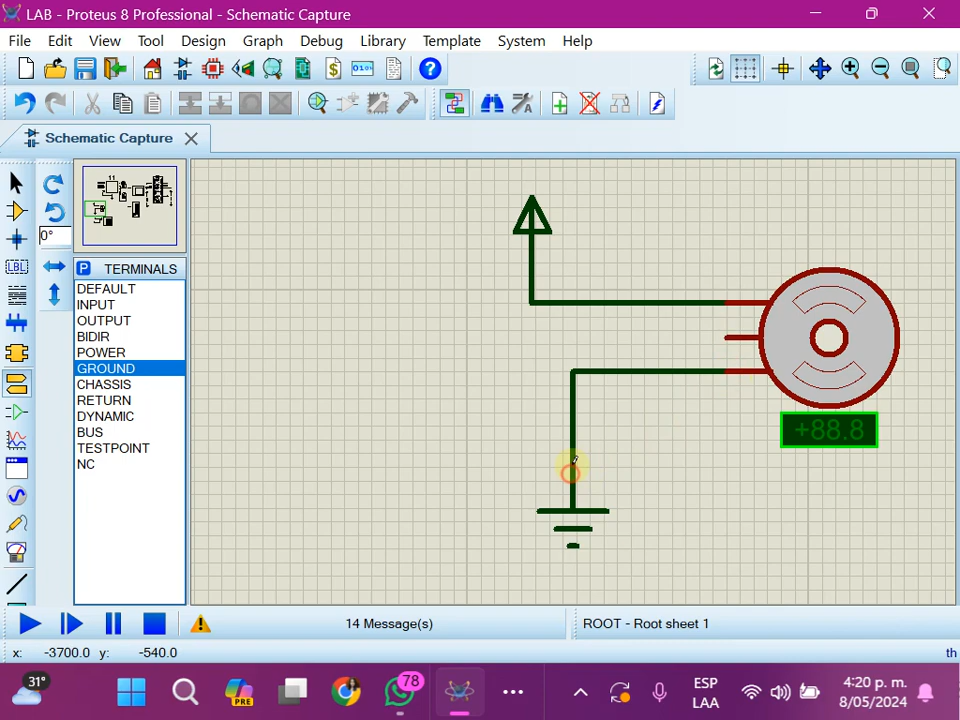 LAB - Proteus 8 Professional - Schematic Capture
File Edit View Tool Design Graph Debug Library Template System Help
Schematic Capture
0°
P TERMINALS
DEFAULT
INPUT
OUTPUT
BIDIR
POWER
GROUND
CHASSIS
RETURN
DYNAMIC
BUS
TESTPOINT
NC
LBL
+88.8
14 Message(s)
ROOT - Root sheet 1
x: -3700.0 y: -540.0 th
31°
PRE
78
ESP
LAA
4:20 p. m.
8/05/2024